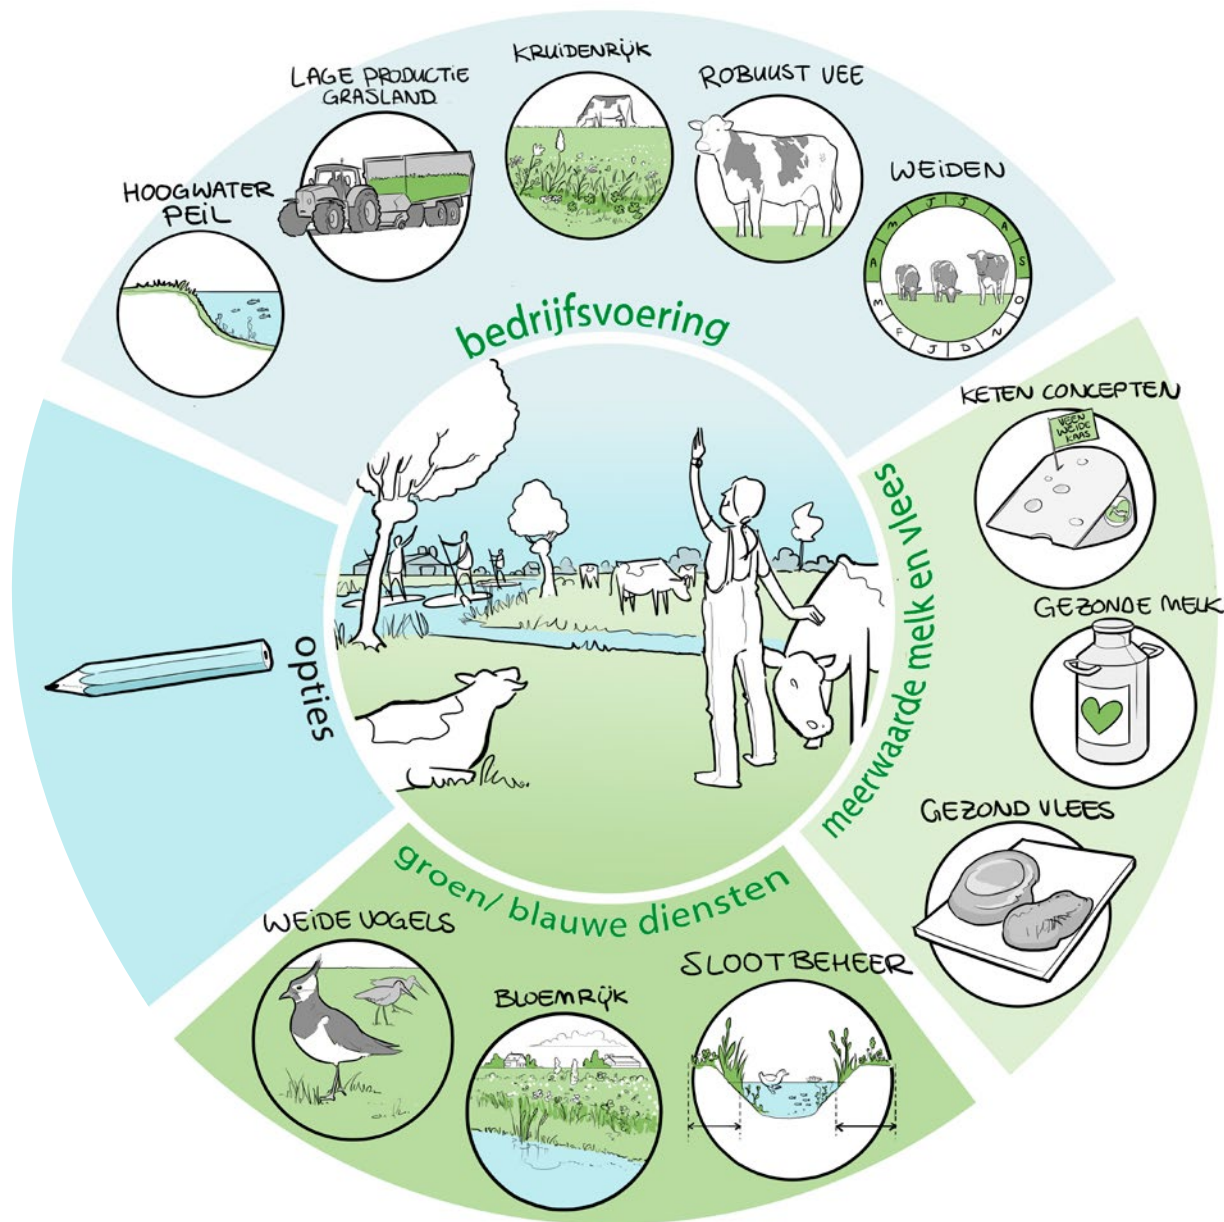 KRUIDENRIJK
LAGE PRODUCTIE
GRASLAND
ROBUUST VEE
HOOGWATER
PEIL
WEIDEN
A M J J A S O N D J F M
bedrijfsvoering
KETEN CONCEPTEN
VEEN
WEIDE
KAAS
GEZONDE MELK
GEZOND VLEES
meerwaarde melk en vlees
opties
groen/ blauwe diensten
WEIDE VOGELS
BLOEMRIJK
SLOOTBEHEER